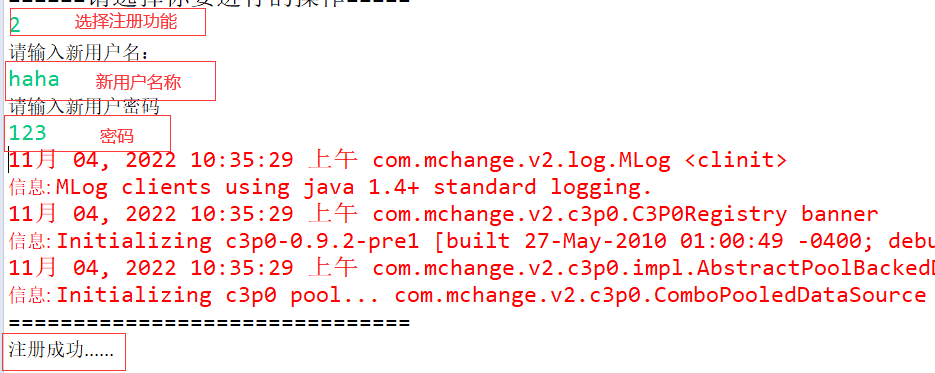 ======请选择你要进行的操作=====
2 选择注册功能
请输入新用户名：
haha 新用户名称
请输入新用户密码
123 密码
11月 04, 2022 10:35:29 上午 com.mchange.v2.log.MLog <clinit>
信息: MLog clients using java 1.4+ standard logging.
11月 04, 2022 10:35:29 上午 com.mchange.v2.c3p0.C3P0Registry banner
信息: Initializing c3p0-0.9.2-pre1 [built 27-May-2010 01:00:49 -0400; debu
11月 04, 2022 10:35:29 上午 com.mchange.v2.c3p0.impl.AbstractPoolBackedD
信息: Initializing c3p0 pool... com.mchange.v2.c3p0.ComboPooledDataSource
===============================
注册成功……